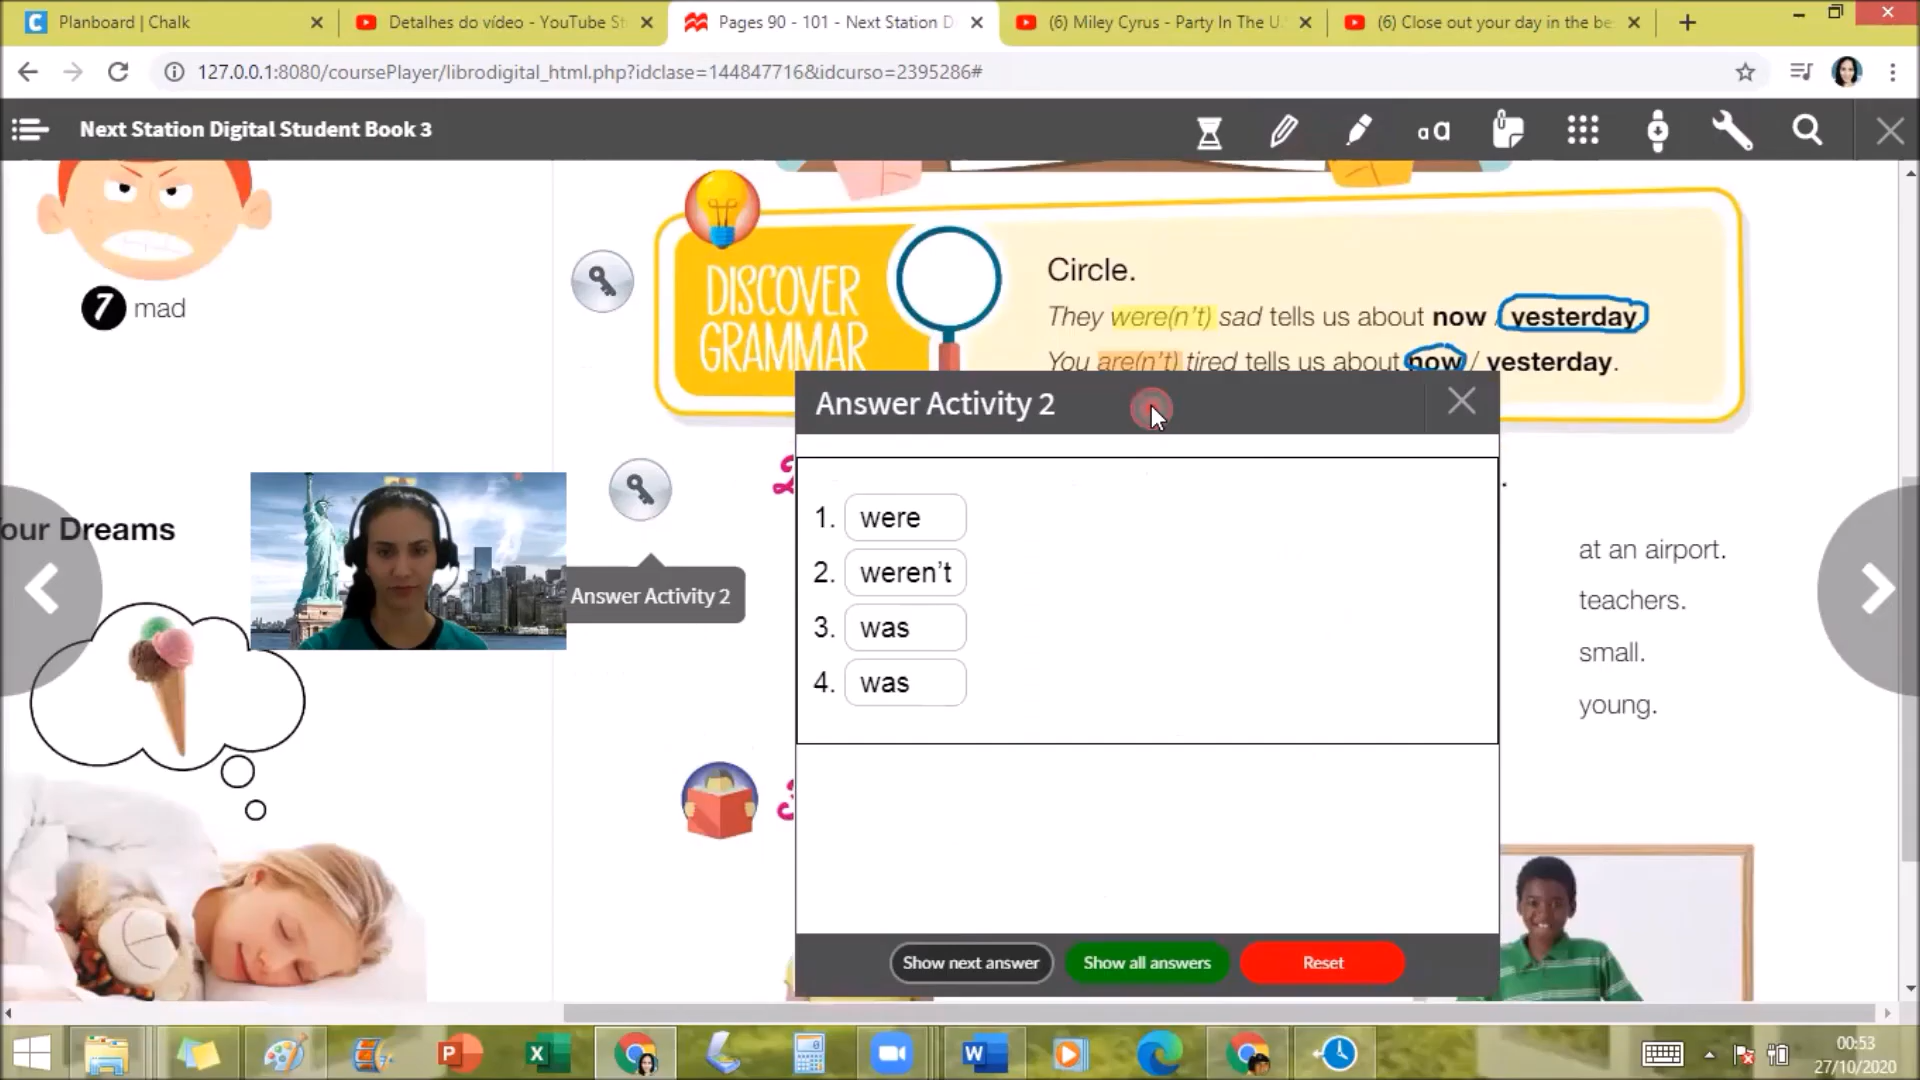 Planboard | Chalk
Detalhes do vídeo - YouTube St
Pages 90 - 101 - Next Station D
(6) Miley Cyrus - Party In The U.
(6) Close out your day in the be
127.0.0.1:8080/coursePlayer/librodigital_html.php?idclase=144847716&idcurso=2395286#
Next Station Digital Student Book 3
a a
7 mad
DISCOVER
GRAMMAR
Circle.
They were(n't) sad tells us about now / yesterday.
You are(n't) tired tells us about now / yesterday.
Answer Activity 2
2
1. were
2. weren't
3. was
4. was
our Dreams
Answer Activity 2
at an airport.
teachers.
small.
young.
Show next answer
Show all answers
Reset
00:53
27/10/2020